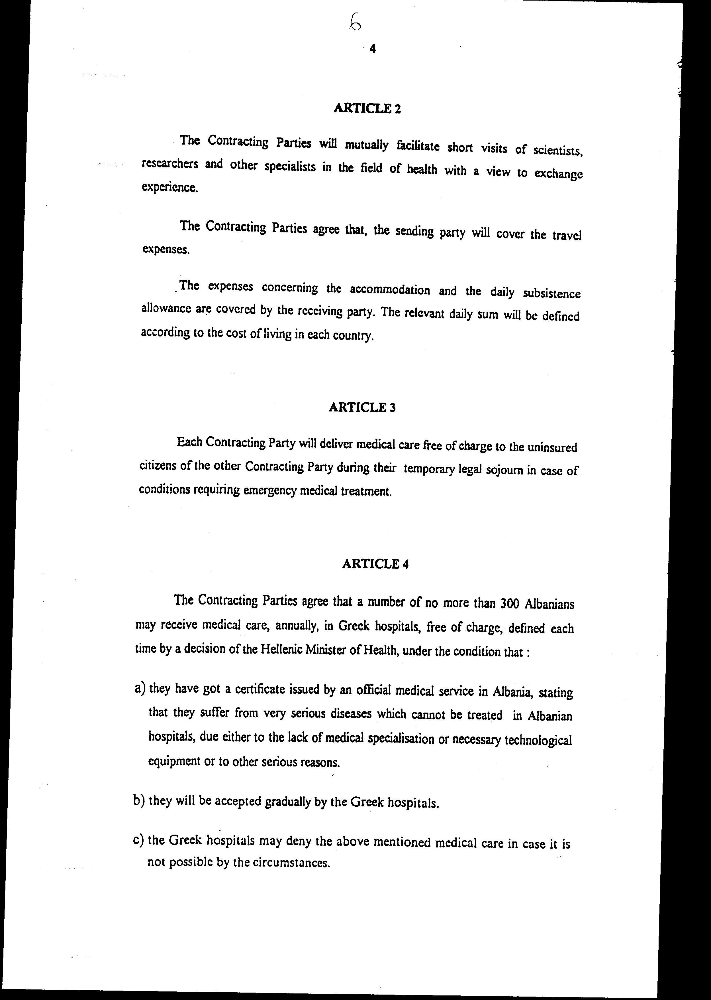 6
4
ARTICLE 2
The Contracting Parties will mutually facilitate short visits of scientists,
researchers and other specialists in the field of health with a view to exchange
experience.
The Contracting Parties agree that, the sending party will cover the travel
expenses.
The expenses concerning the accommodation and the daily subsistence
allowance are covered by the receiving party. The relevant daily sum will be defined
according to the cost of living in each country.
ARTICLE 3
Each Contracting Party will deliver medical care free of charge to the uninsured
citizens of the other Contracting Party during their temporary legal sojourn in case of
conditions requiring emergency medical treatment.
ARTICLE 4
The Contracting Parties agree that a number of no more than 300 Albanians
may receive medical care, annually, in Greek hospitals, free of charge, defined each
time by a decision of the Hellenic Minister of Health, under the condition that :
a) they have got a certificate issued by an official medical service in Albania, stating
that they suffer from very serious diseases which cannot be treated in Albanian
hospitals, due either to the lack of medical specialisation or necessary technological
equipment or to other serious reasons.
b) they will be accepted gradually by the Greek hospitals.
c) the Greek hospitals may deny the above mentioned medical care in case it is
not possible by the circumstances.